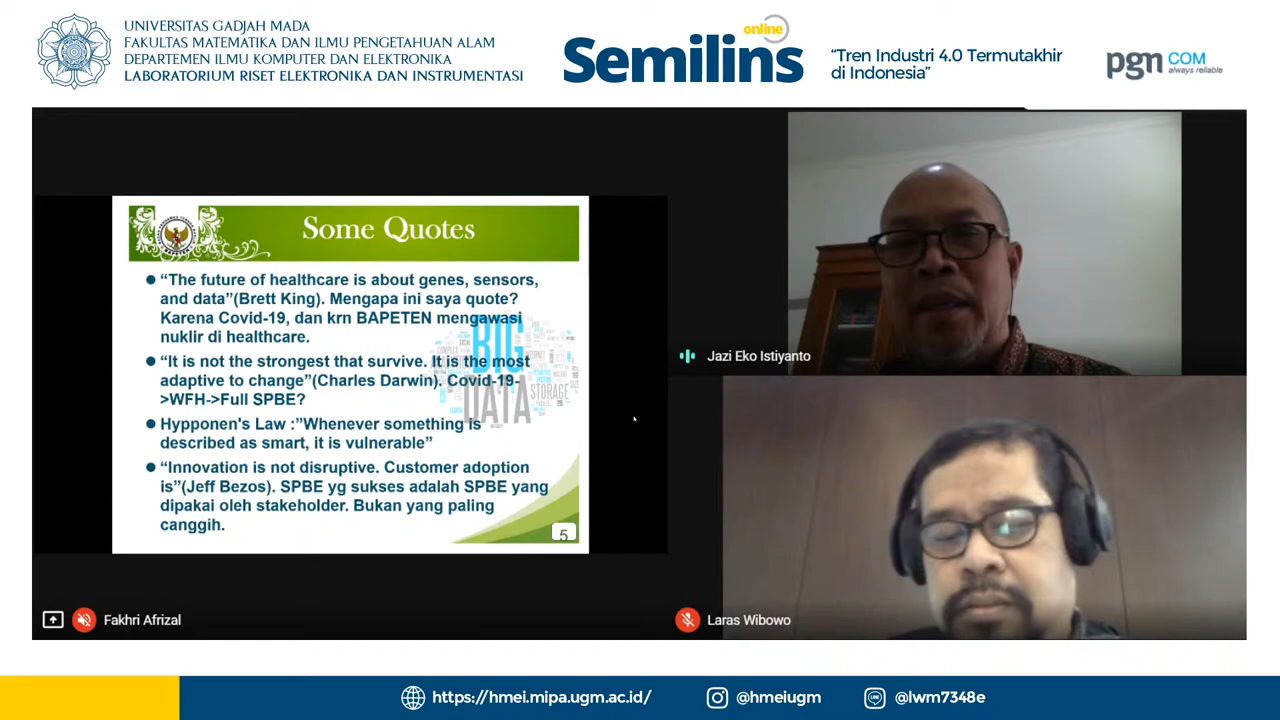 UNIVERSITAS GADJAH MADA
FAKULTAS MATEMATIKA DAN ILMU PENGETAHUAN ALAM
DEPARTEMEN ILMU KOMPUTER DAN ELEKTRONIKA
LABORATORIUM RISET ELEKTRONIKA DAN INSTRUMENTASI
online
Semilins
“Tren Industri 4.0 Termutakhir
di Indonesia”
pgn COM
always reliable
Some Quotes
“The future of healthcare is about genes, sensors,
and data”(Brett King). Mengapa ini saya quote?
Karena Covid-19, dan krn BAPETEN mengawasi
nuklir di healthcare.
“It is not the strongest that survive. It is the most
adaptive to change”(Charles Darwin). Covid-19-
>WFH->Full SPBE?
Hypponen's Law :”Whenever something is
described as smart, it is vulnerable”
“Innovation is not disruptive. Customer adoption
is”(Jeff Bezos). SPBE yg sukses adalah SPBE yang
dipakai oleh stakeholder. Bukan yang paling
canggih.
BIG
DATA
STORAGE
5
Jazi Eko Istiyanto
Fakhri Afrizal
Laras Wibowo
https://hmei.mipa.ugm.ac.id/
@hmeiugm
@lwm7348e